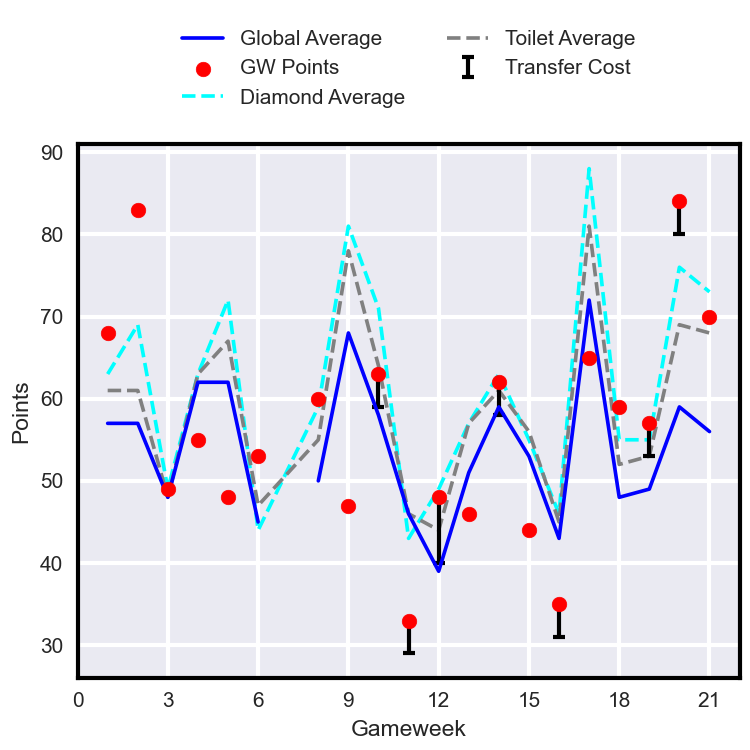 Global Average
GW Points
Diamond Average
Toilet Average
Transfer Cost
90
80
70
60
50
40
30
Points
0 3 6 9 12 15 18 21
Gameweek